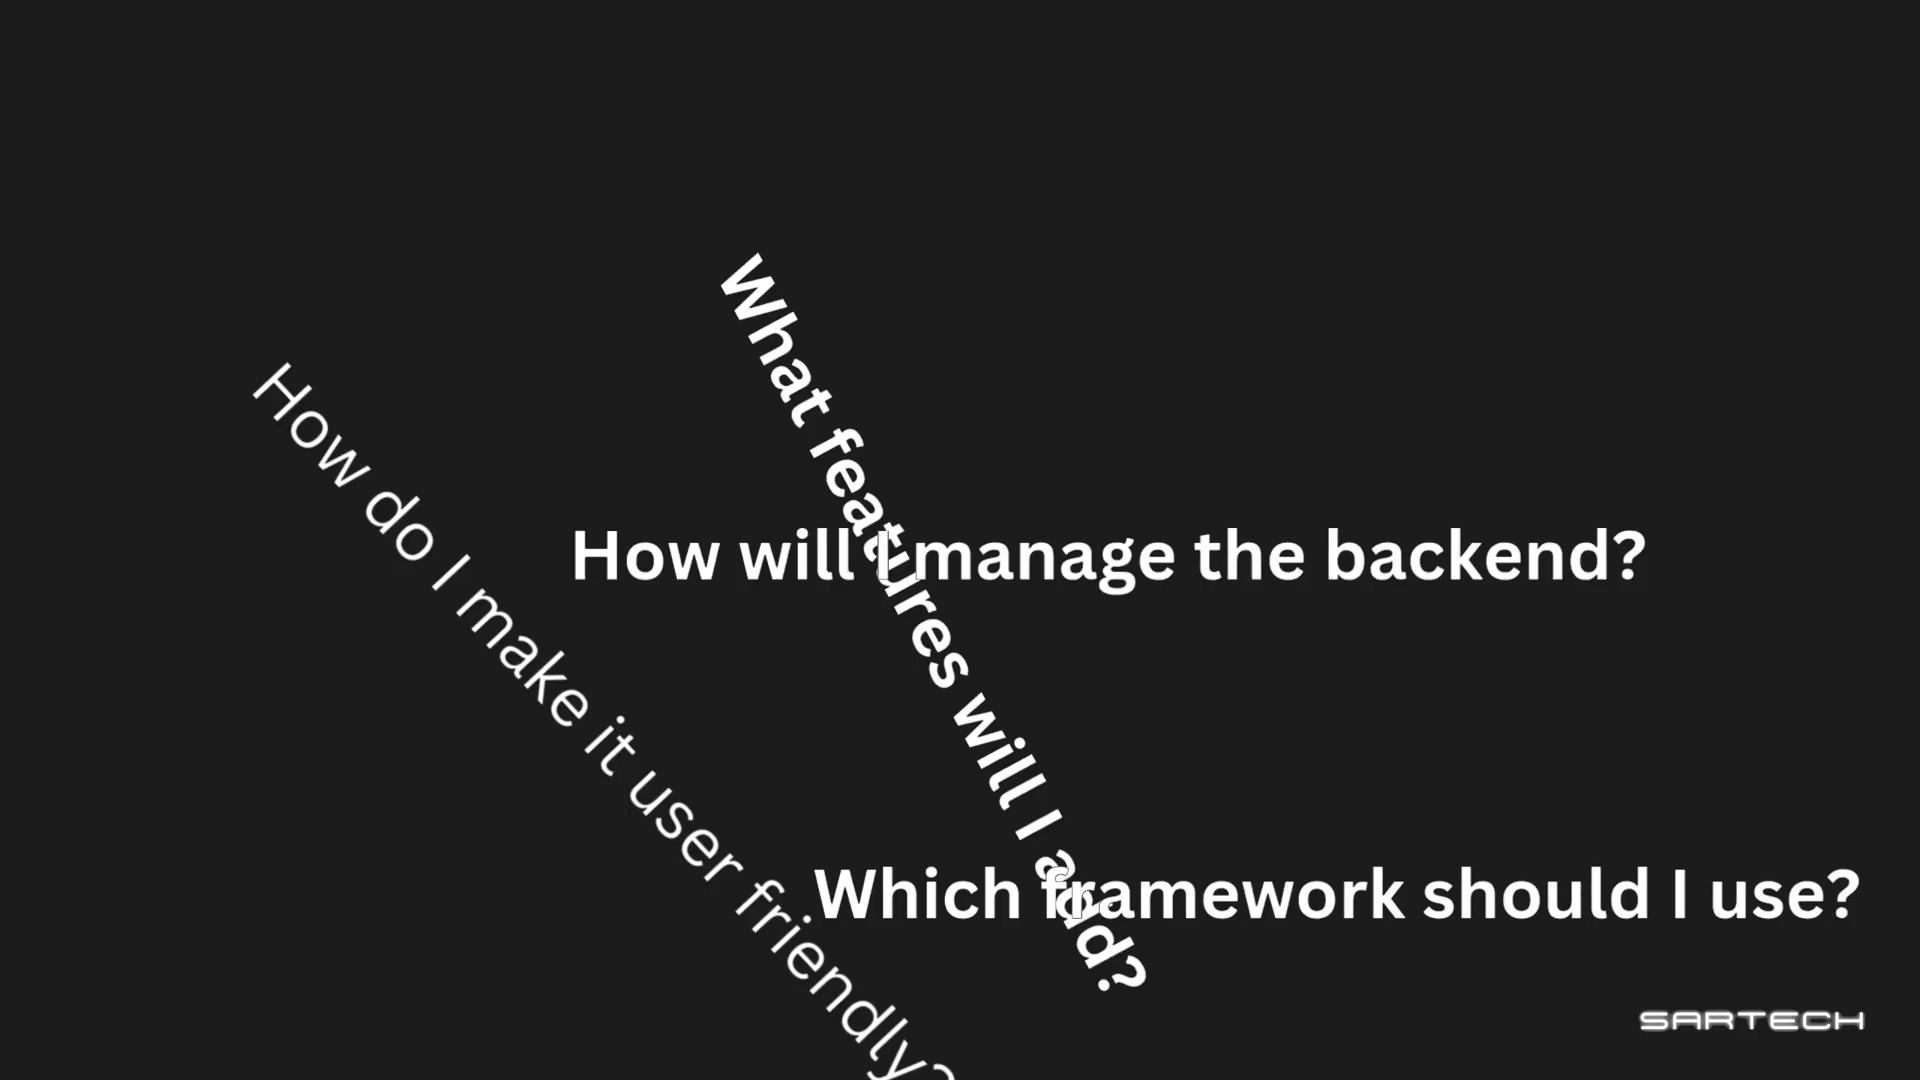 What features will I add?
How do I make it user friendly?
How will I manage the backend?
Which framework should I use?
SARTECH